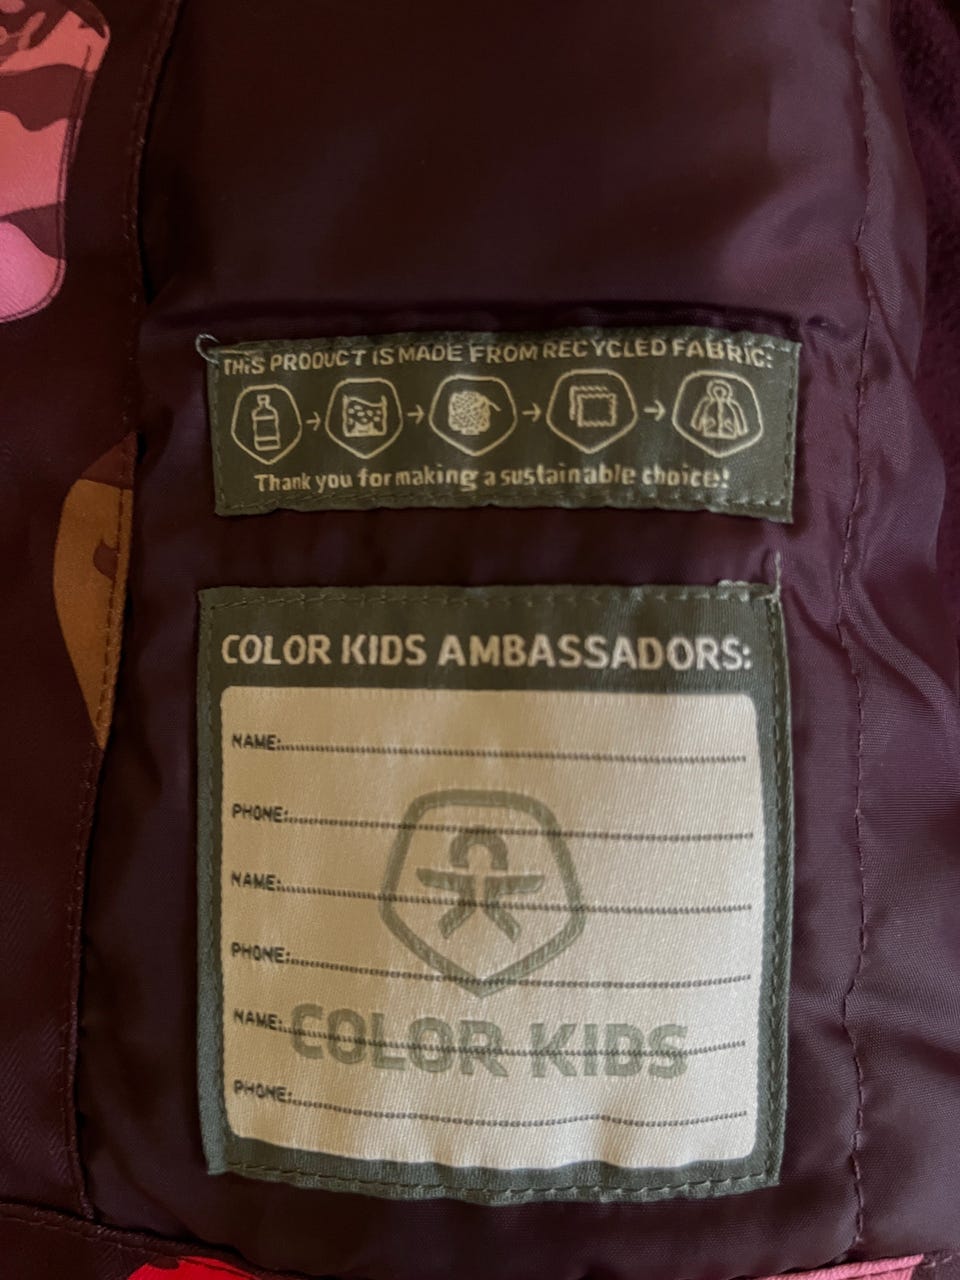 THIS PRODUCT IS MADE FROM RECYCLED FABRIC:
Thank you for making a sustainable choice!
COLOR KIDS AMBASSADORS:
NAME:
PHONE:
NAME:
PHONE:
NAME:
COLOR KIDS
PHONE: